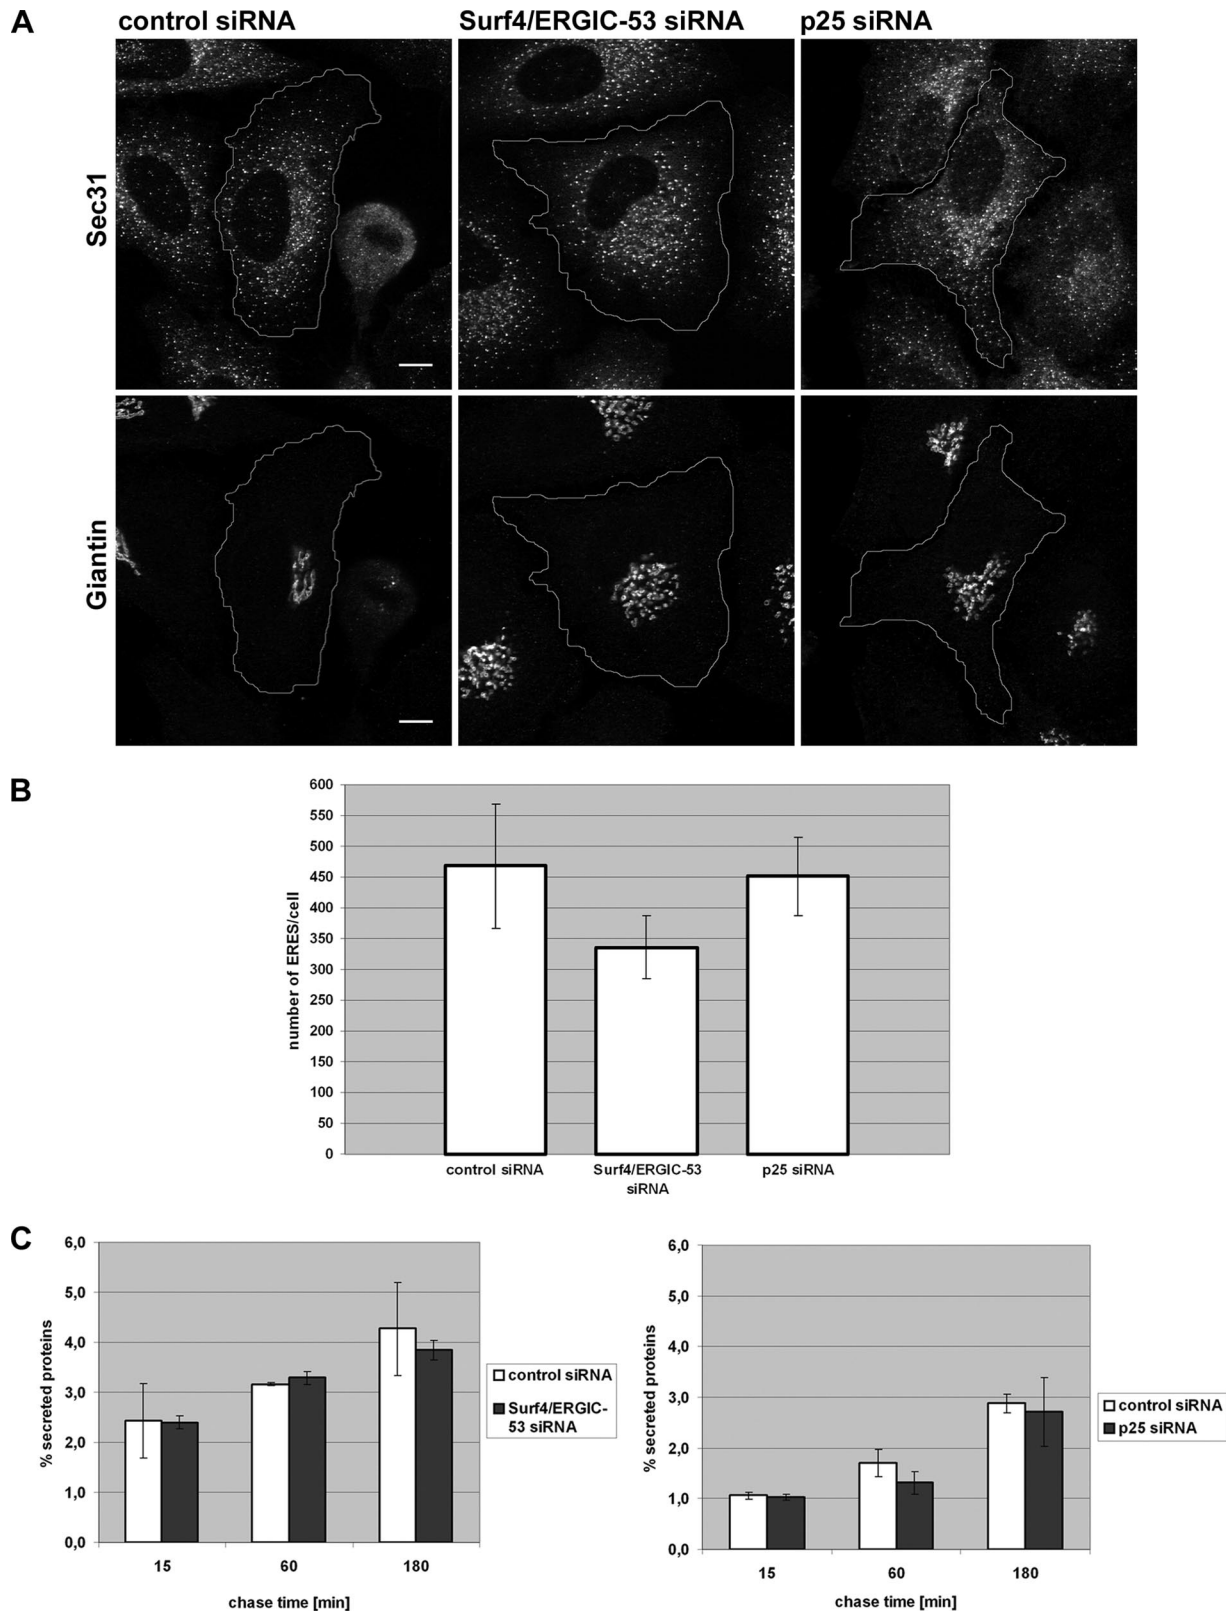 A
control siRNA
Surf4/ERGIC-53 siRNA
p25 siRNA
Sec31
Giantin
B
600
550
500
450
400
350
300
250
200
150
100
50
0
number of ERES/cell
control siRNA
Surf4/ERGIC-53
siRNA
p25 siRNA
C
6,0
5,0
4,0
3,0
2,0
1,0
0,0
% secreted proteins
15
60
180
chase time [min]
control siRNA
Surf4/ERGIC-
53 siRNA
6,0
5,0
4,0
3,0
2,0
1,0
0,0
% secreted proteins
15
60
180
chase time [min]
control siRNA
p25 siRNA